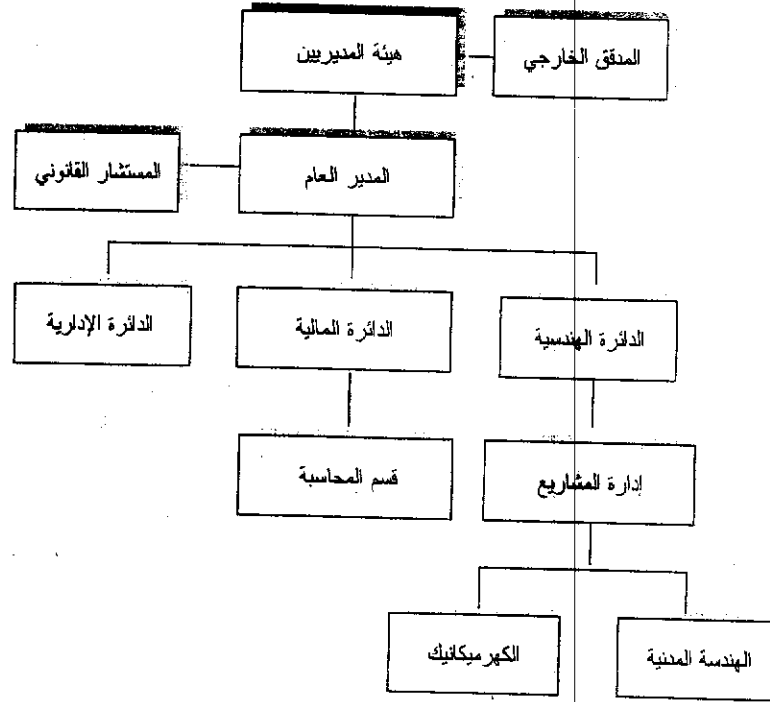 المدقق الخارجي
هيئة المديريين
المدير العام
المستشار القانوني
الدائرة الهندسية
الدائرة المالية
الدائرة الإدارية
إدارة المشاريع
قسم المحاسبة
الهندسة المدنية
الكهرميكانيك